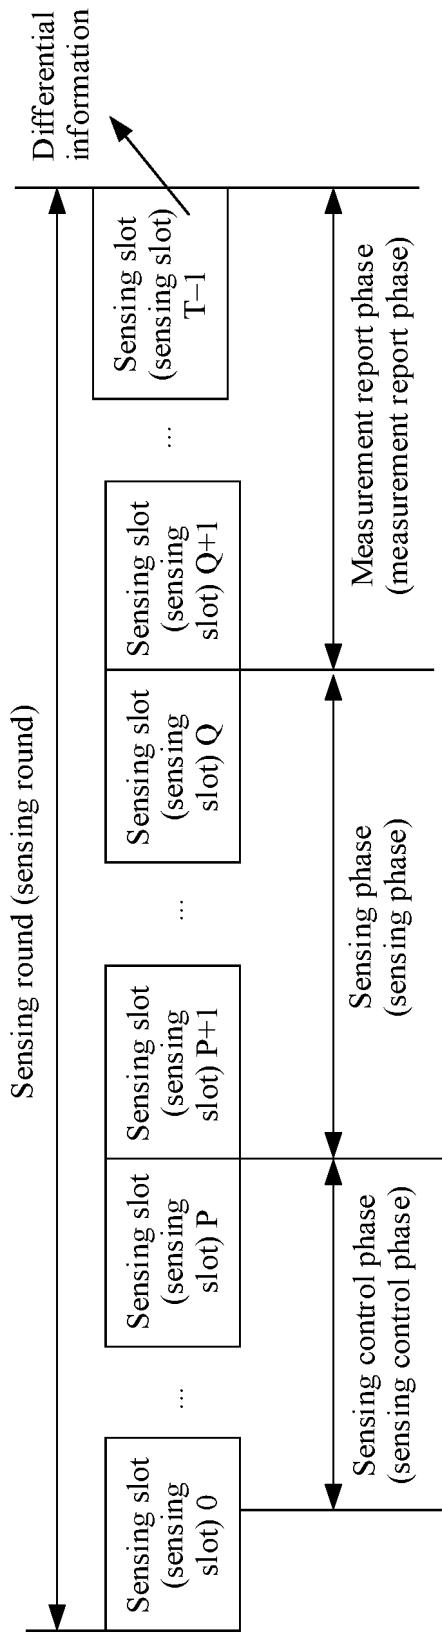 Sensing round (sensing round)
Differential
information
Sensing slot
(sensing
slot) 0
...
Sensing slot
(sensing
slot) P
Sensing slot
(sensing
slot) P+1
...
Sensing slot
(sensing
slot) Q
Sensing slot
(sensing
slot) Q+1
...
Sensing slot
(sensing slot)
T−1
Sensing control phase
(sensing control phase)
Sensing phase
(sensing phase)
Measurement report phase
(measurement report phase)